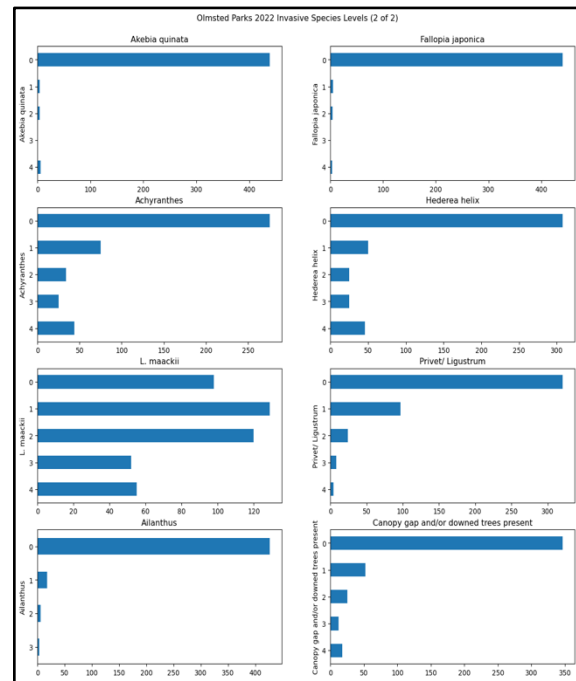 Olmsted Parks 2022 Invasive Species Levels (2 of 2)
Akebia quinata
Akebia quinata
0
1
2
3
4
0 100 200 300 400
Fallopia japonica
Fallopia japonica
0
1
2
3
4
0 100 200 300 400
Achyranthes
Achyranthes
0
1
2
3
4
0 50 100 150 200 250
Hederea helix
Hederea helix
0
1
2
3
4
0 50 100 150 200 250 300
L. maackii
L. maackii
0
1
2
3
4
0 20 40 60 80 100 120
Privet/ Ligustrum
Privet/ Ligustrum
0
1
2
3
4
0 50 100 150 200 250 300
Ailanthus
Ailanthus
0
1
2
3
0 100 200 300 400
Canopy gap and/or downed trees present
Canopy gap and/or downed trees present
0
1
2
3
4
0 50 100 150 200 250 300 350